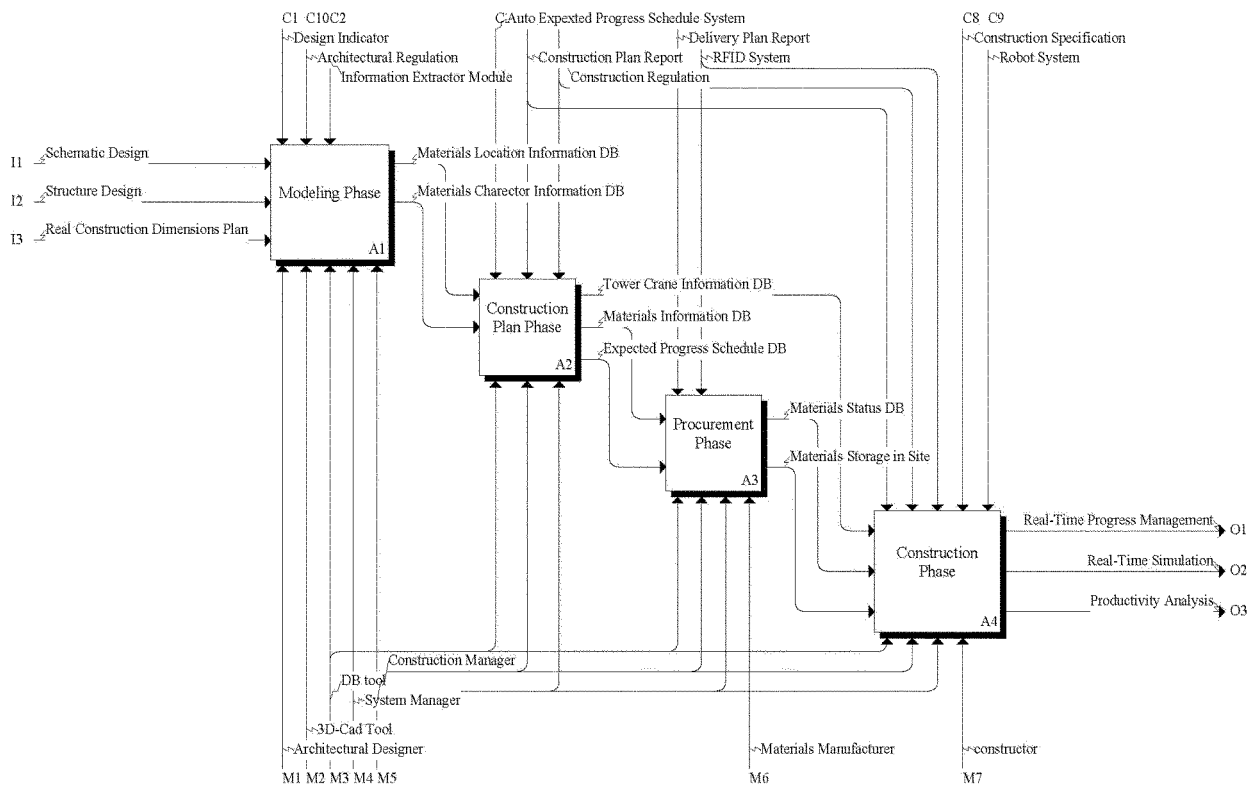 C1 C10C2 C Auto Expexted Progress Schedule System C8 C9
Design Indicator
Delivery Plan Report
Construction Specification
Architectural Regulation
Construction Plan Report
RFID System
Robot System
Information Extractor Module
Construction Regulation
I1 Schematic Design
I2 Structure Design
I3 Real Construction Dimensions Plan
Modeling Phase
A1
Materials Location Information DB
Materials Charector Information DB
Construction
Plan Phase
A2
Tower Crane Information DB
Materials Information DB
Expected Progress Schedule DB
Procurement
Phase
A3
Materials Status DB
Materials Storage in Site
Construction
Phase
A4
Real-Time Progress Management O1
Real-Time Simulation O2
Productivity Analysis O3
Construction Manager
DB tool
System Manager
3D-Cad Tool
Architectural Designer
Materials Manufacturer
constructor
M1 M2 M3 M4 M5 M6 M7